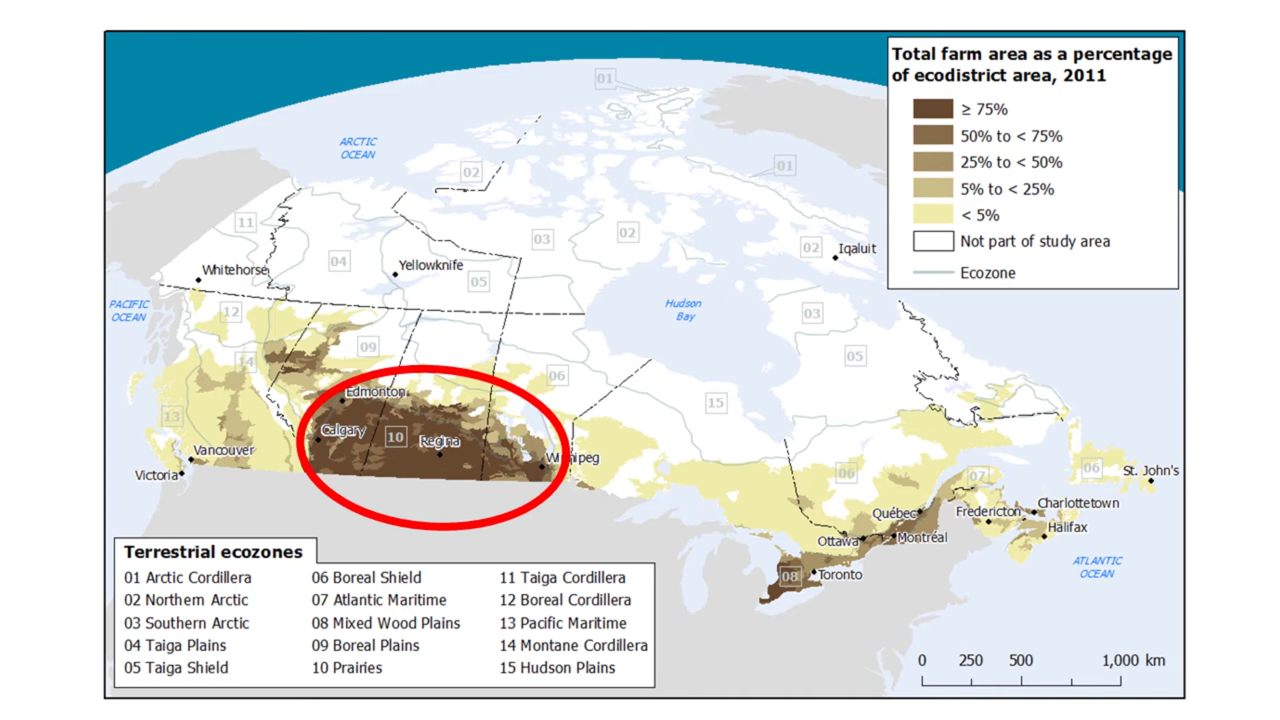 Total farm area as a percentage
of ecodistrict area, 2011
≥ 75%
50% to < 75%
25% to < 50%
5% to < 25%
< 5%
Not part of study area
Ecozone
01
ARCTIC
OCEAN
02
01
11
03
02
02
Iqaluit
04
Whitehorse
Yellowknife
05
PACIFIC
OCEAN
12
Hudson
Bay
03
09
05
14
06
Edmonton
15
13
Calgary
10
Regina
Vancouver
Winnipeg
Victoria
06
07
06
St. John's
Québec
Fredericton
Charlottetown
Halifax
Ottawa
Montréal
08
Toronto
ATLANTIC
OCEAN
Terrestrial ecozones
01 Arctic Cordillera
02 Northern Arctic
03 Southern Arctic
04 Taiga Plains
05 Taiga Shield
06 Boreal Shield
07 Atlantic Maritime
08 Mixed Wood Plains
09 Boreal Plains
10 Prairies
11 Taiga Cordillera
12 Boreal Cordillera
13 Pacific Maritime
14 Montane Cordillera
15 Hudson Plains
0 250 500 1,000 km